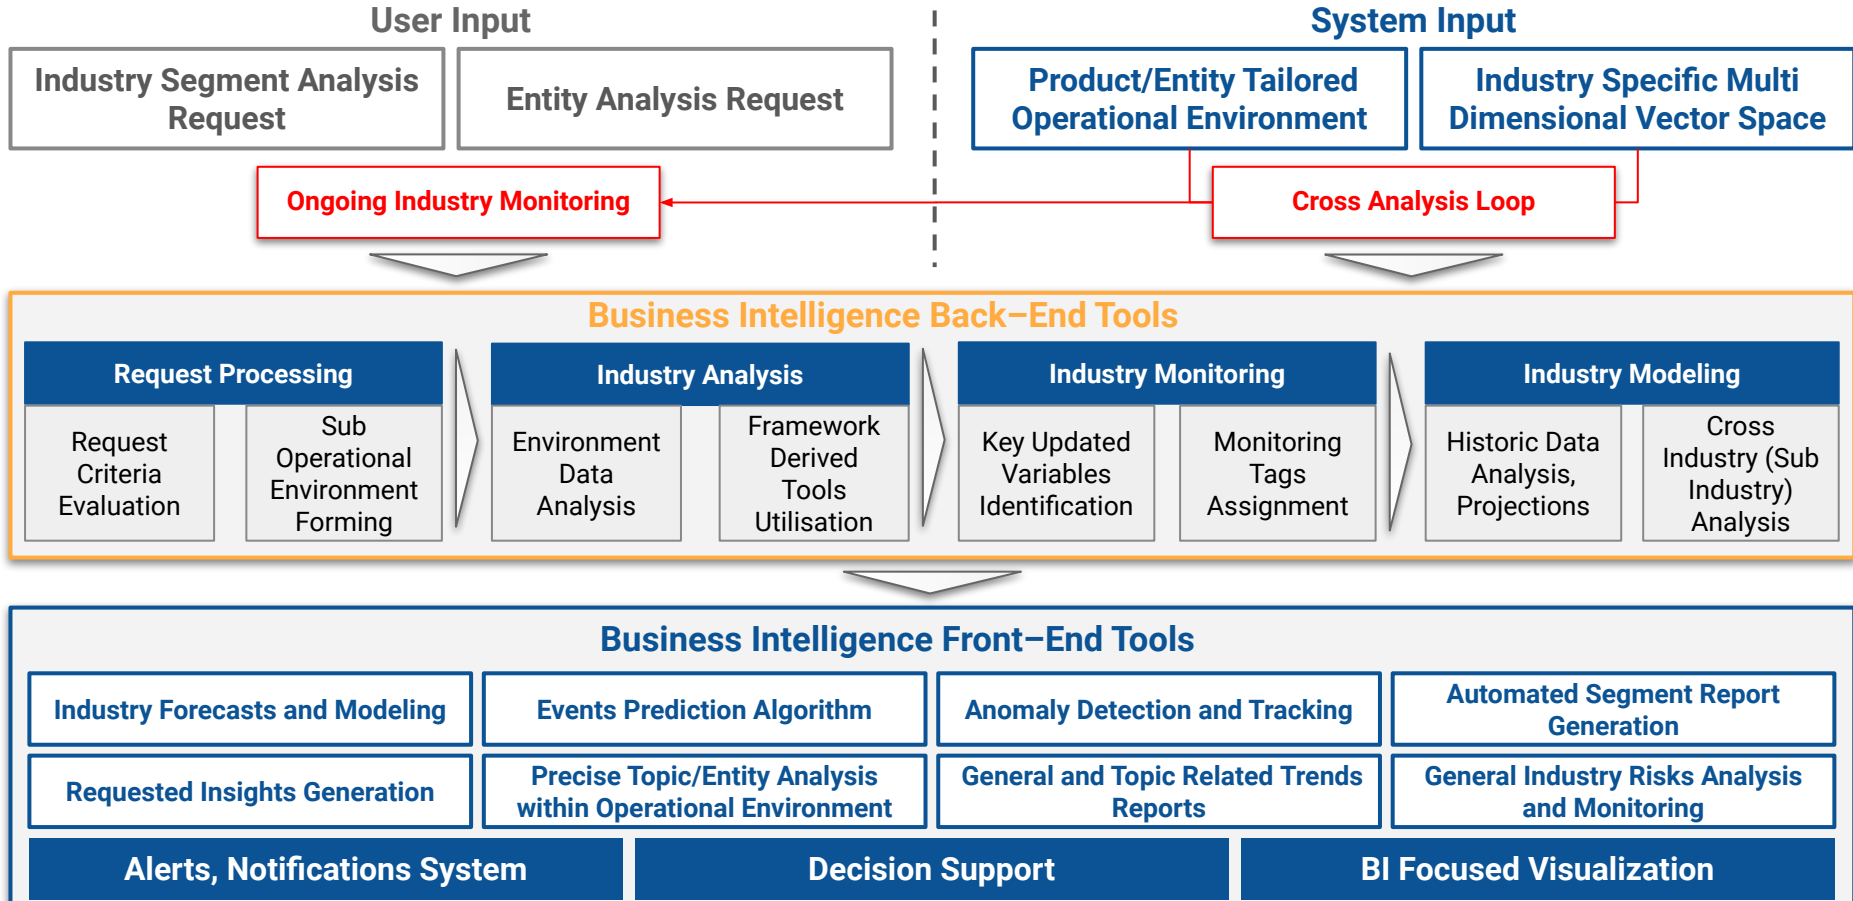 User Input
System Input
Industry Segment Analysis
Request
Entity Analysis Request
Product/Entity Tailored
Operational Environment
Industry Specific Multi
Dimensional Vector Space
Ongoing Industry Monitoring
Cross Analysis Loop
Business Intelligence Back–End Tools
Request Processing
Request
Criteria
Evaluation
Sub
Operational
Environment
Forming
Industry Analysis
Environment
Data
Analysis
Framework
Derived
Tools
Utilisation
Industry Monitoring
Key Updated
Variables
Identification
Monitoring
Tags
Assignment
Industry Modeling
Historic Data
Analysis,
Projections
Cross
Industry (Sub
Industry)
Analysis
Business Intelligence Front–End Tools
Industry Forecasts and Modeling
Events Prediction Algorithm
Anomaly Detection and Tracking
Automated Segment Report
Generation
Requested Insights Generation
Precise Topic/Entity Analysis
within Operational Environment
General and Topic Related Trends
Reports
General Industry Risks Analysis
and Monitoring
Alerts, Notifications System
Decision Support
BI Focused Visualization